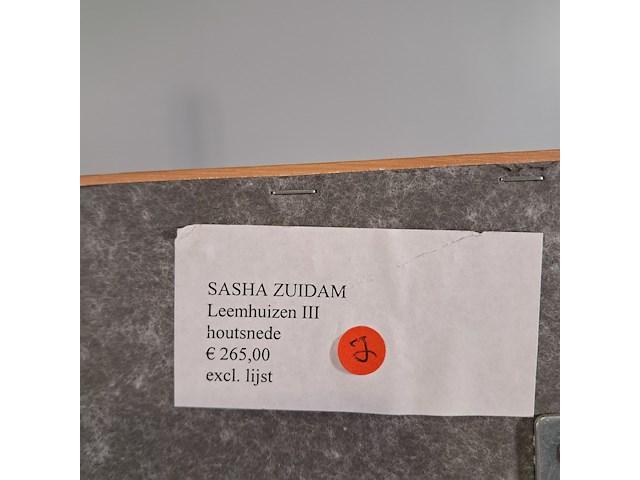 SASHA ZUIDAM
Leemhuizen III
houtsnede
€ 265,00
excl. lijst